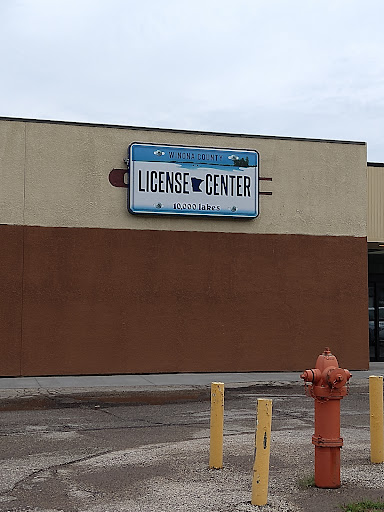 WINONA COUNTY
LICENSE CENTER
10,000 lakes